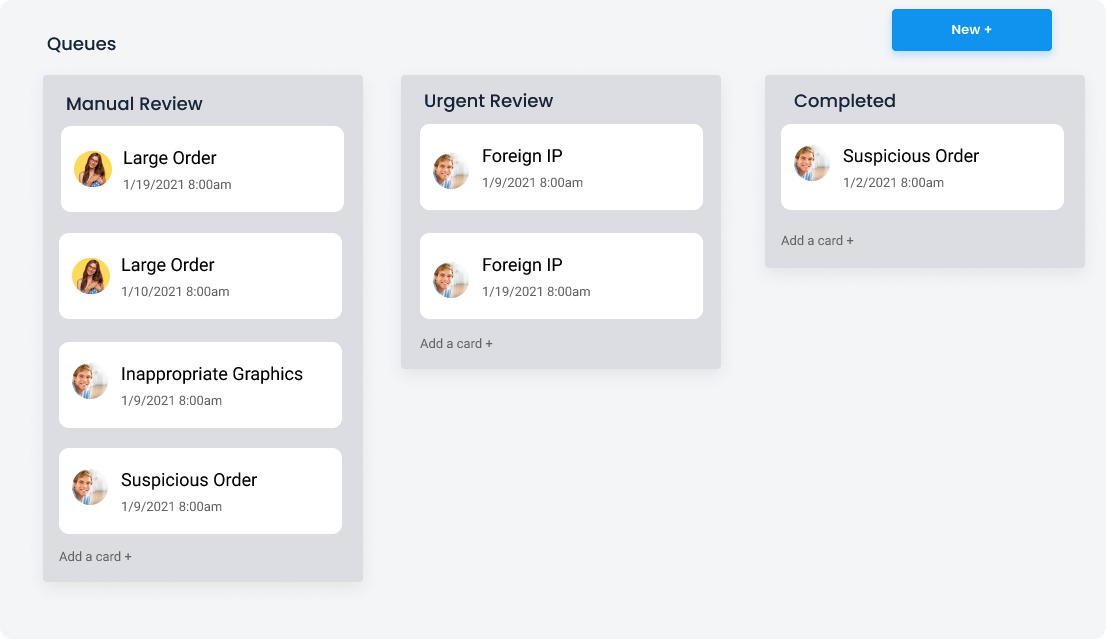 Queues
New +
Manual Review
Large Order
1/19/2021 8:00am
Large Order
1/10/2021 8:00am
Inappropriate Graphics
1/9/2021 8:00am
Suspicious Order
1/9/2021 8:00am
Add a card +
Urgent Review
Foreign IP
1/9/2021 8:00am
Foreign IP
1/19/2021 8:00am
Add a card +
Completed
Suspicious Order
1/2/2021 8:00am
Add a card +